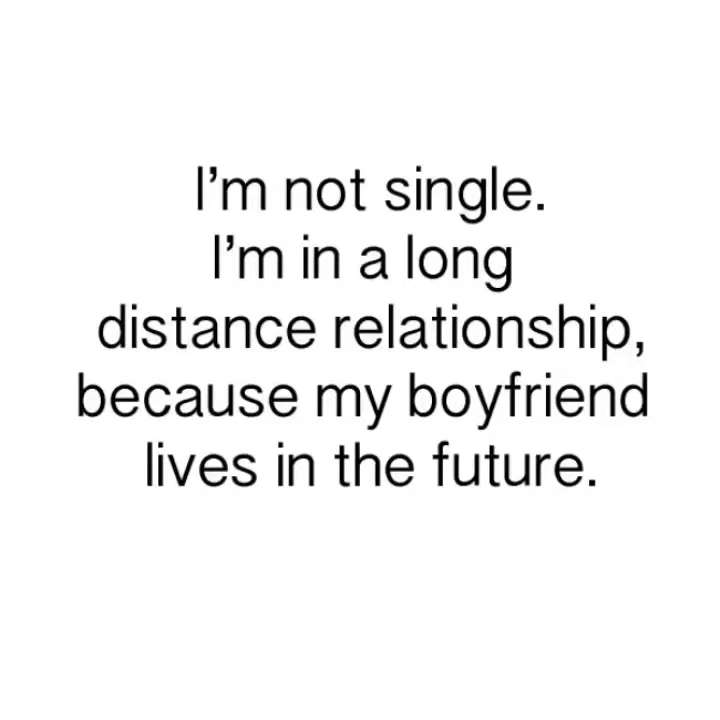 I’m not single.
I’m in a long
distance relationship,
because my boyfriend
lives in the future.